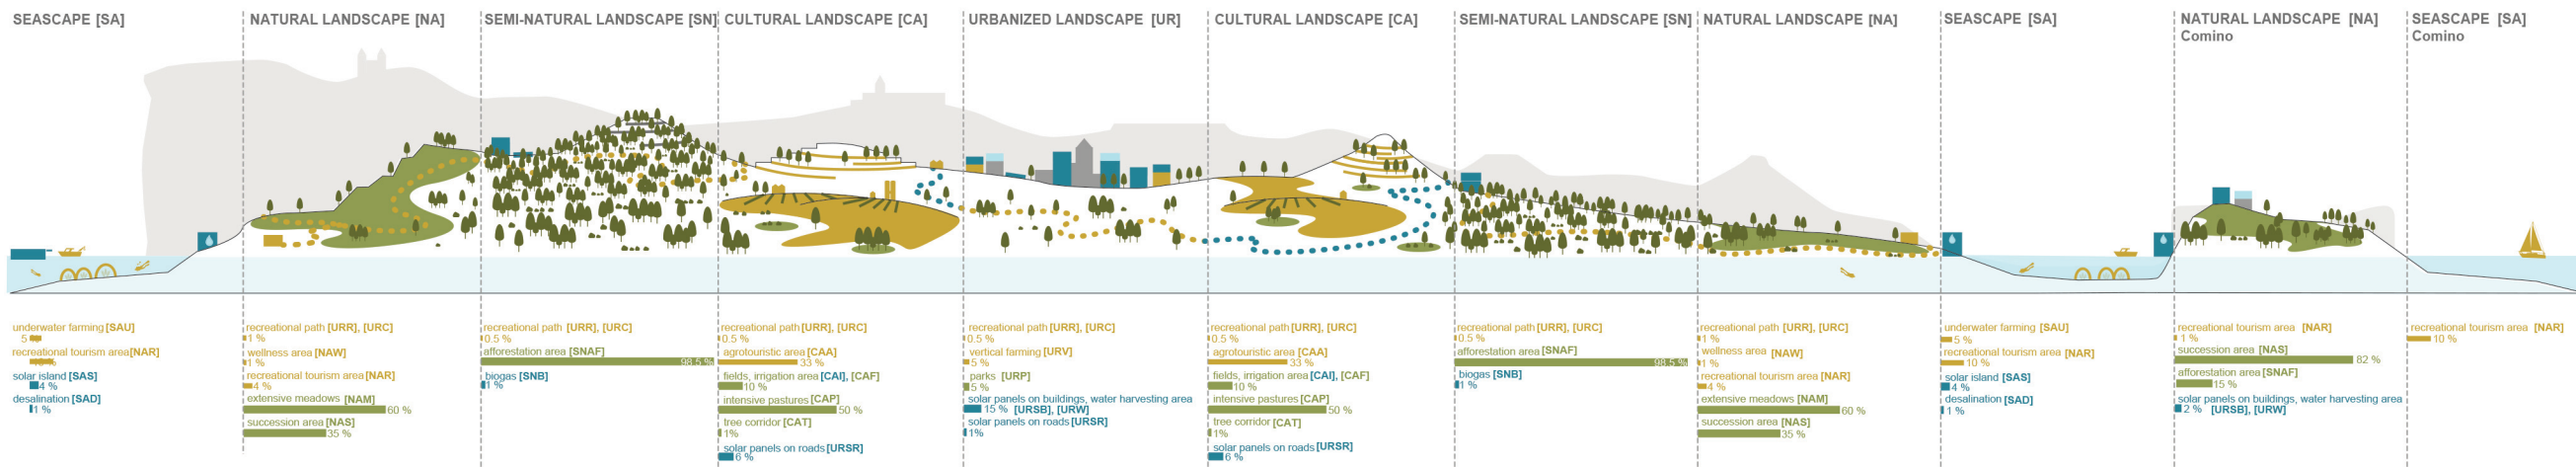 SEASCAPE [SA]
NATURAL LANDSCAPE [NA]
SEMI-NATURAL LANDSCAPE [SN]
CULTURAL LANDSCAPE [CA]
URBANIZED LANDSCAPE [UR]
CULTURAL LANDSCAPE [CA]
SEMI-NATURAL LANDSCAPE [SN]
NATURAL LANDSCAPE [NA]
SEASCAPE [SA]
NATURAL LANDSCAPE [NA]
Comino
SEASCAPE [SA]
Comino
underwater farming [SAU]
5
recreational tourism area [NAR]
solar island [SAS]
4 %
desalination [SAD]
1 %
recreational path [URR], [URC]
1 %
wellness area [NAW]
1 %
recreational tourism area [NAR]
4 %
extensive meadows [NAM]
60 %
succession area [NAS]
35 %
recreational path [URR], [URC]
0.5 %
afforestation area [SNAF]
98.5 %
biogas [SNB]
1 %
recreational path [URR], [URC]
0.5 %
agrotouristic area [CAA]
33 %
fields, irrigation area [CAI], [CAF]
10 %
intensive pastures [CAP]
50 %
tree corridor [CAT]
1%
solar panels on roads [URSR]
6 %
recreational path [URR], [URC]
0.5 %
vertical farming [URV]
5 %
parks [URP]
5 %
solar panels on buildings, water harvesting area
15 % [URSB], [URW]
solar panels on roads [URSR]
1%
recreational path [URR], [URC]
0.5 %
agrotouristic area [CAA]
33 %
fields, irrigation area [CAI], [CAF]
10 %
intensive pastures [CAP]
50 %
tree corridor [CAT]
1%
solar panels on roads [URSR]
6 %
recreational path [URR], [URC]
0.5 %
afforestation area [SNAF]
98.5 %
biogas [SNB]
1 %
recreational path [URR], [URC]
1 %
wellness area [NAW]
1 %
recreational tourism area [NAR]
4 %
extensive meadows [NAM]
60 %
succession area [NAS]
35 %
underwater farming [SAU]
5 %
recreational tourism area [NAR]
10 %
solar island [SAS]
4 %
desalination [SAD]
1 %
recreational tourism area [NAR]
1 %
succession area [NAS]
82 %
afforestation area [SNAF]
15 %
solar panels on buildings, water harvesting area
2 % [URSB], [URW]
recreational tourism area [NAR]
10 %